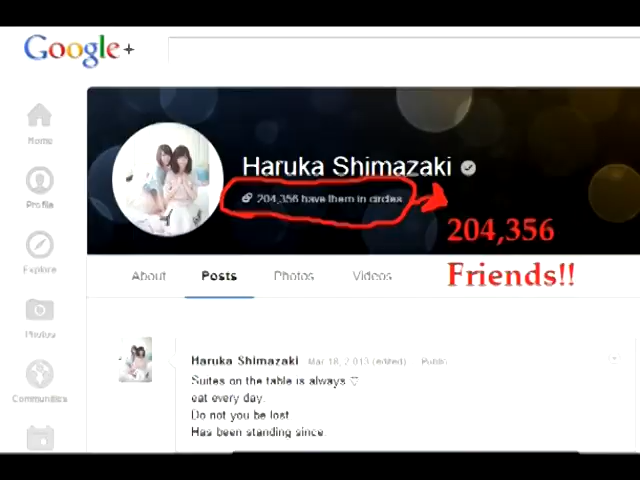 Google+
Haruka Shimazaki
204,356 have them in circles
204,356
Friends!!
Home
Profile
Explore
Photos
Communities
About Posts Photos Videos
Haruka Shimazaki Mar 18, 2013 (edited) Public
Suites on the table is always ♡
eat every day.
Do not you be lost
Has been standing since.